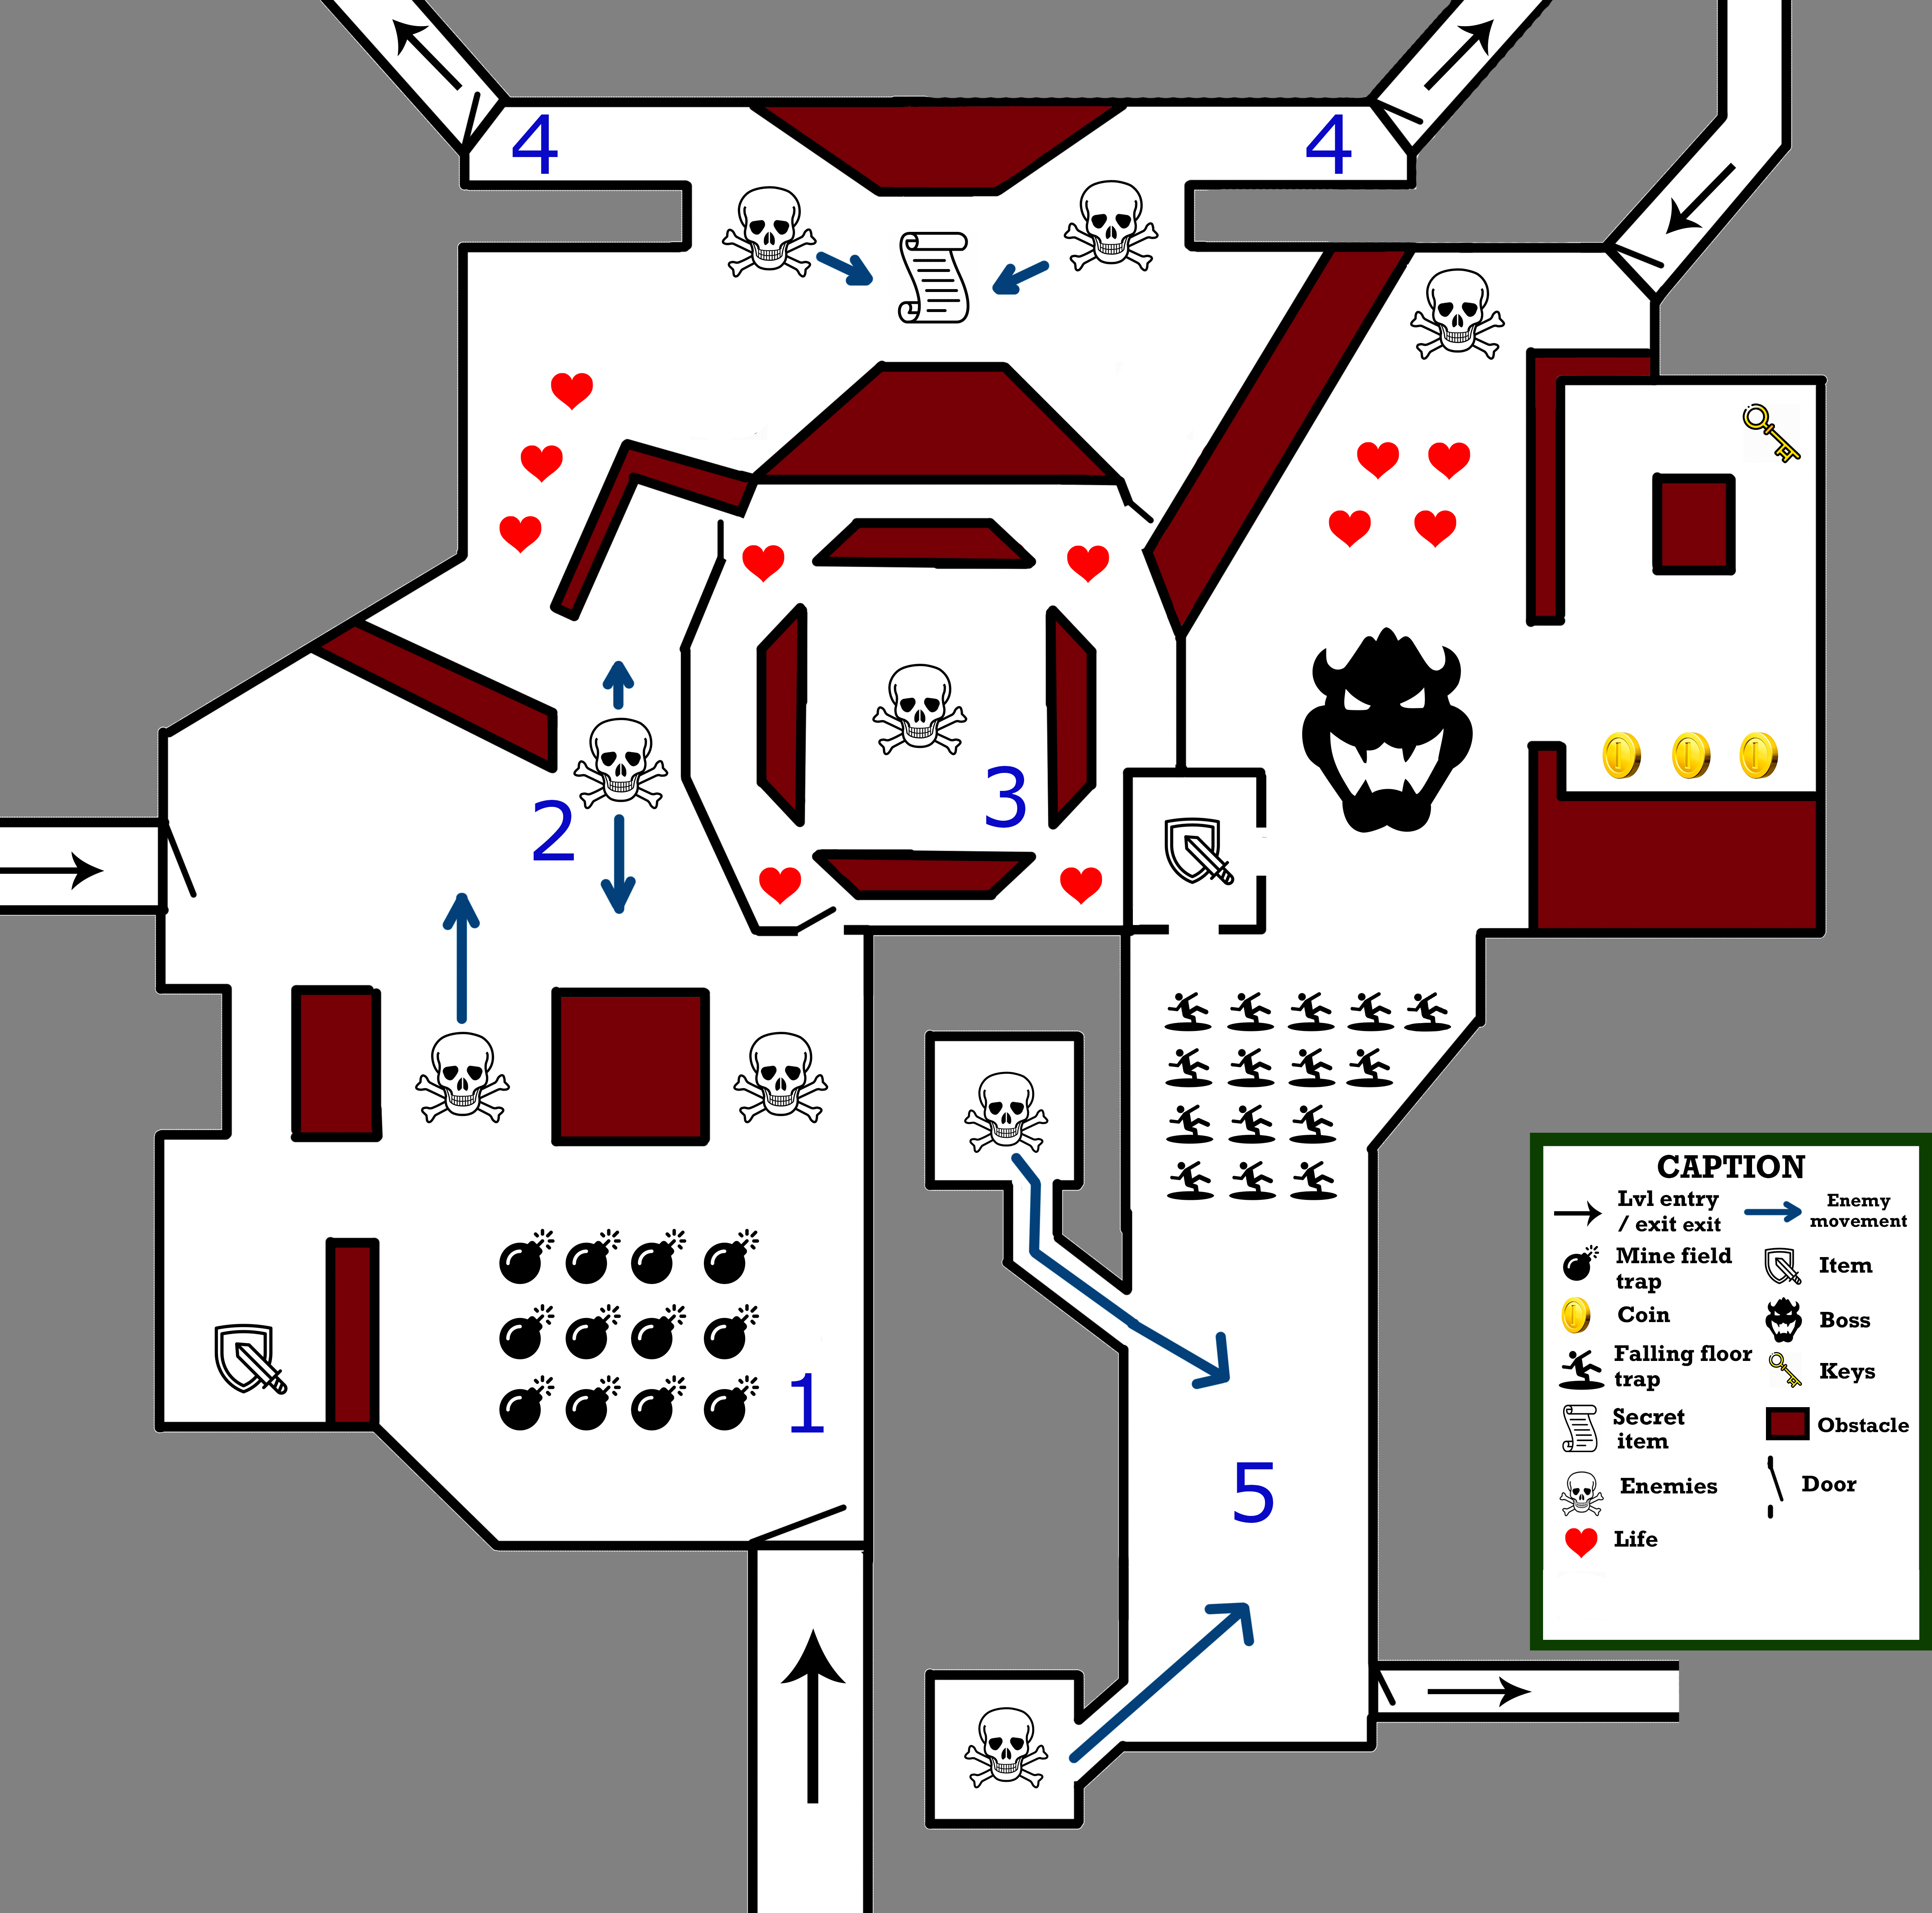 4
4
3
2
1
5
CAPTION
Lvl entry
/ exit exit
Enemy
movement
Mine field
trap
Item
Coin
Boss
Falling floor
trap
Keys
Secret
item
Obstacle
Enemies
Door
Life